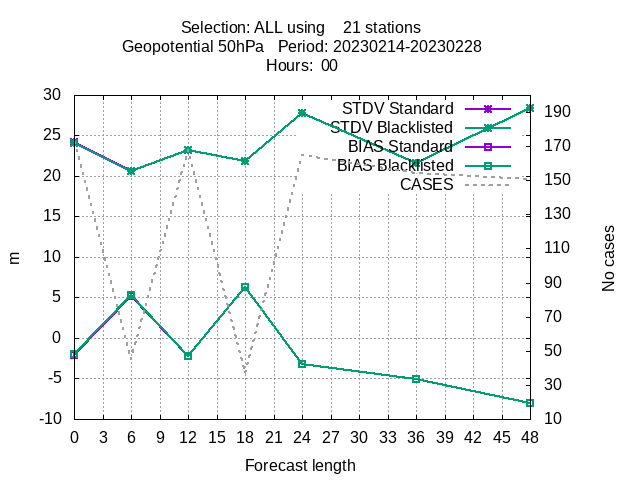 Selection: ALL using 21 stations
Geopotential 50hPa Period: 20230214-20230228
Hours: 00
30
25
20
15
10
5
0
-5
-10
m
STDV Standard
STDV Blacklisted
BIAS Standard
BIAS Blacklisted
CASES
190
170
150
130
110
90
70
50
30
10
No cases
0 3 6 9 12 15 18 21 24 27 30 33 36 39 42 45 48
Forecast length